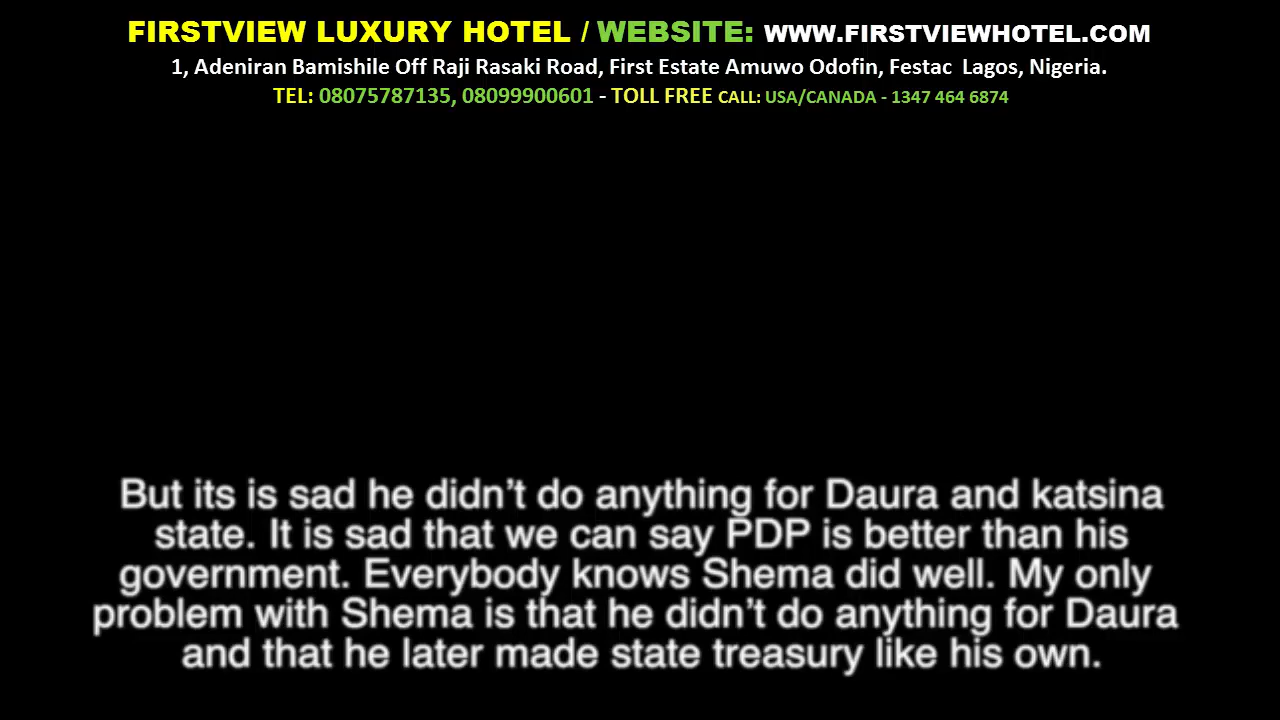 FIRSTVIEW LUXURY HOTEL / WEBSITE: WWW.FIRSTVIEWHOTEL.COM
1, Adeniran Bamishile Off Raji Rasaki Road, First Estate Amuwo Odofin, Festac Lagos, Nigeria.
TEL: 08075787135, 08099900601 - TOLL FREE CALL: USA/CANADA - 1347 464 6874
But its is sad he didn't do anything for Daura and katsina
state. It is sad that we can say PDP is better than his
government. Everybody knows Shema did well. My only
problem with Shema is that he didn't do anything for Daura
and that he later made state treasury like his own.